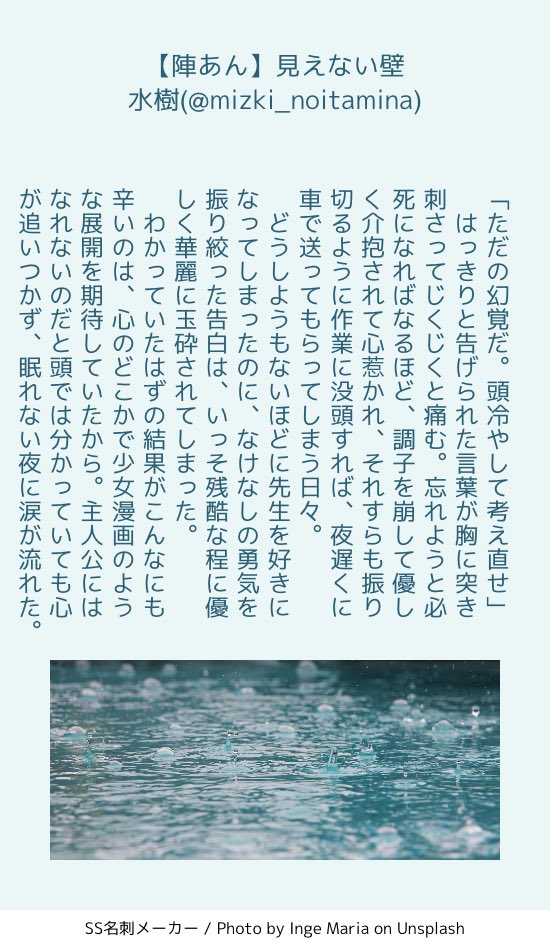 【陣あん】見えない壁
水樹(@mizki_noitamina)
「ただの幻覚だ。頭冷やして考え直せ」
　はっきりと告げられた言葉が胸に突き
刺さってじくじくと痛む。忘れようと必
死になればなるほど、調子を崩して優し
く介抱されて心惹かれ、それすらも振り
切るように作業に没頭すれば、夜遅くに
車で送ってもらってしまう日々。
　どうしようもないほどに先生を好きに
なってしまったのに、なけなしの勇気を
振り絞った告白は、いっそ残酷な程に優
しく華麗に玉砕されてしまった。
　わかっていたはずの結果がこんなにも
辛いのは、心のどこかで少女漫画のよう
な展開を期待していたから。主人公には
なれないのだと頭では分かっていても心
が追いつかず、眠れない夜に涙が流れた。
SS名刺メーカー / Photo by Inge Maria on Unsplash